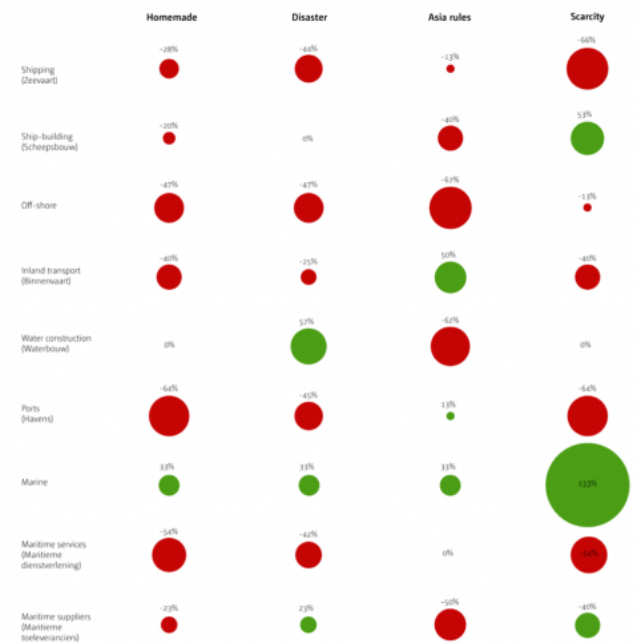 Homemade Disaster Asia rules Scarcity
-28% -44% -13% -66%
Shipping
(Zeevaart)
-20% 0% -40% 53%
Ship-building
(Scheepsbouw)
-47% -47% -67% -13%
Off-shore
-40% -25% 50% -40%
Inland transport
(Binnenvaart)
57% -62%
Water construction
(Waterbouw)
0% 0%
-64% -45% 13% -64%
Ports
(Havens)
33% 33% 33% 133%
Marine
-54% -42% 0% -54%
Maritime services
(Maritieme
dienstverlening)
-23% 23% -50% -40%
Maritime suppliers
(Maritieme
toeleveranciers)